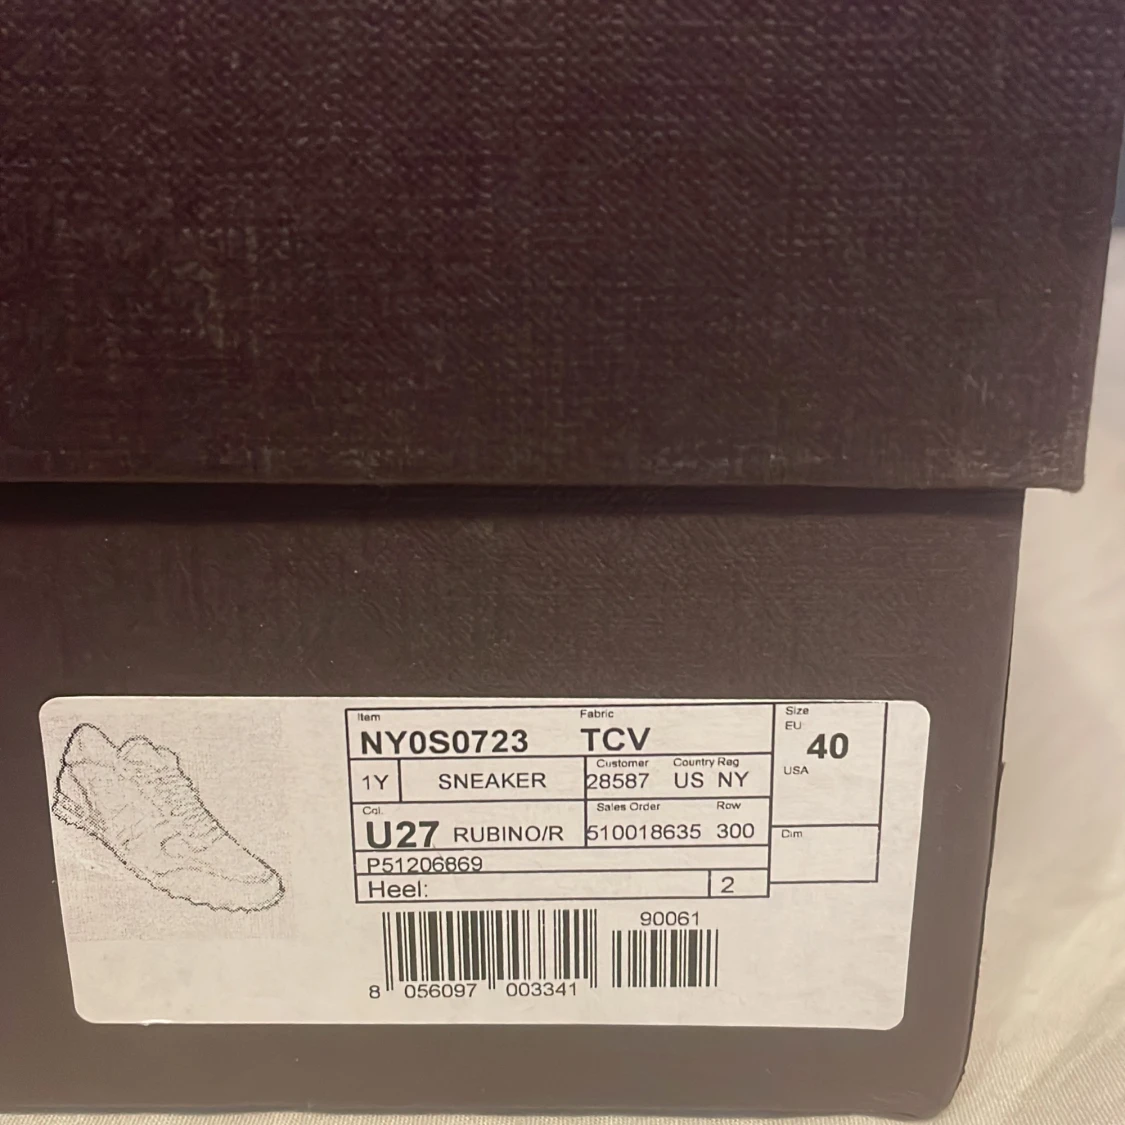 Item Fabric Size
NY0S0723 TCV EU
40
Customer Country Reg USA
1Y SNEAKER 28587 US NY
Col. Sales Order Row
U27 RUBINO/R 510018635 300 Dim
P51206869
Heel: 2
90061
8 056097 003341